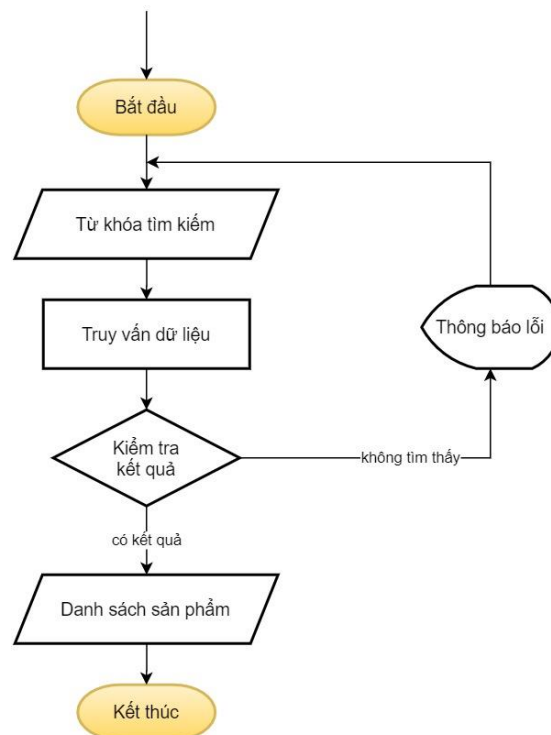 Bắt đầu
Từ khóa tìm kiếm
Truy vấn dữ liệu
Thông báo lỗi
Kiểm tra
kết quả
không tìm thấy
có kết quả
Danh sách sản phẩm
Kết thúc